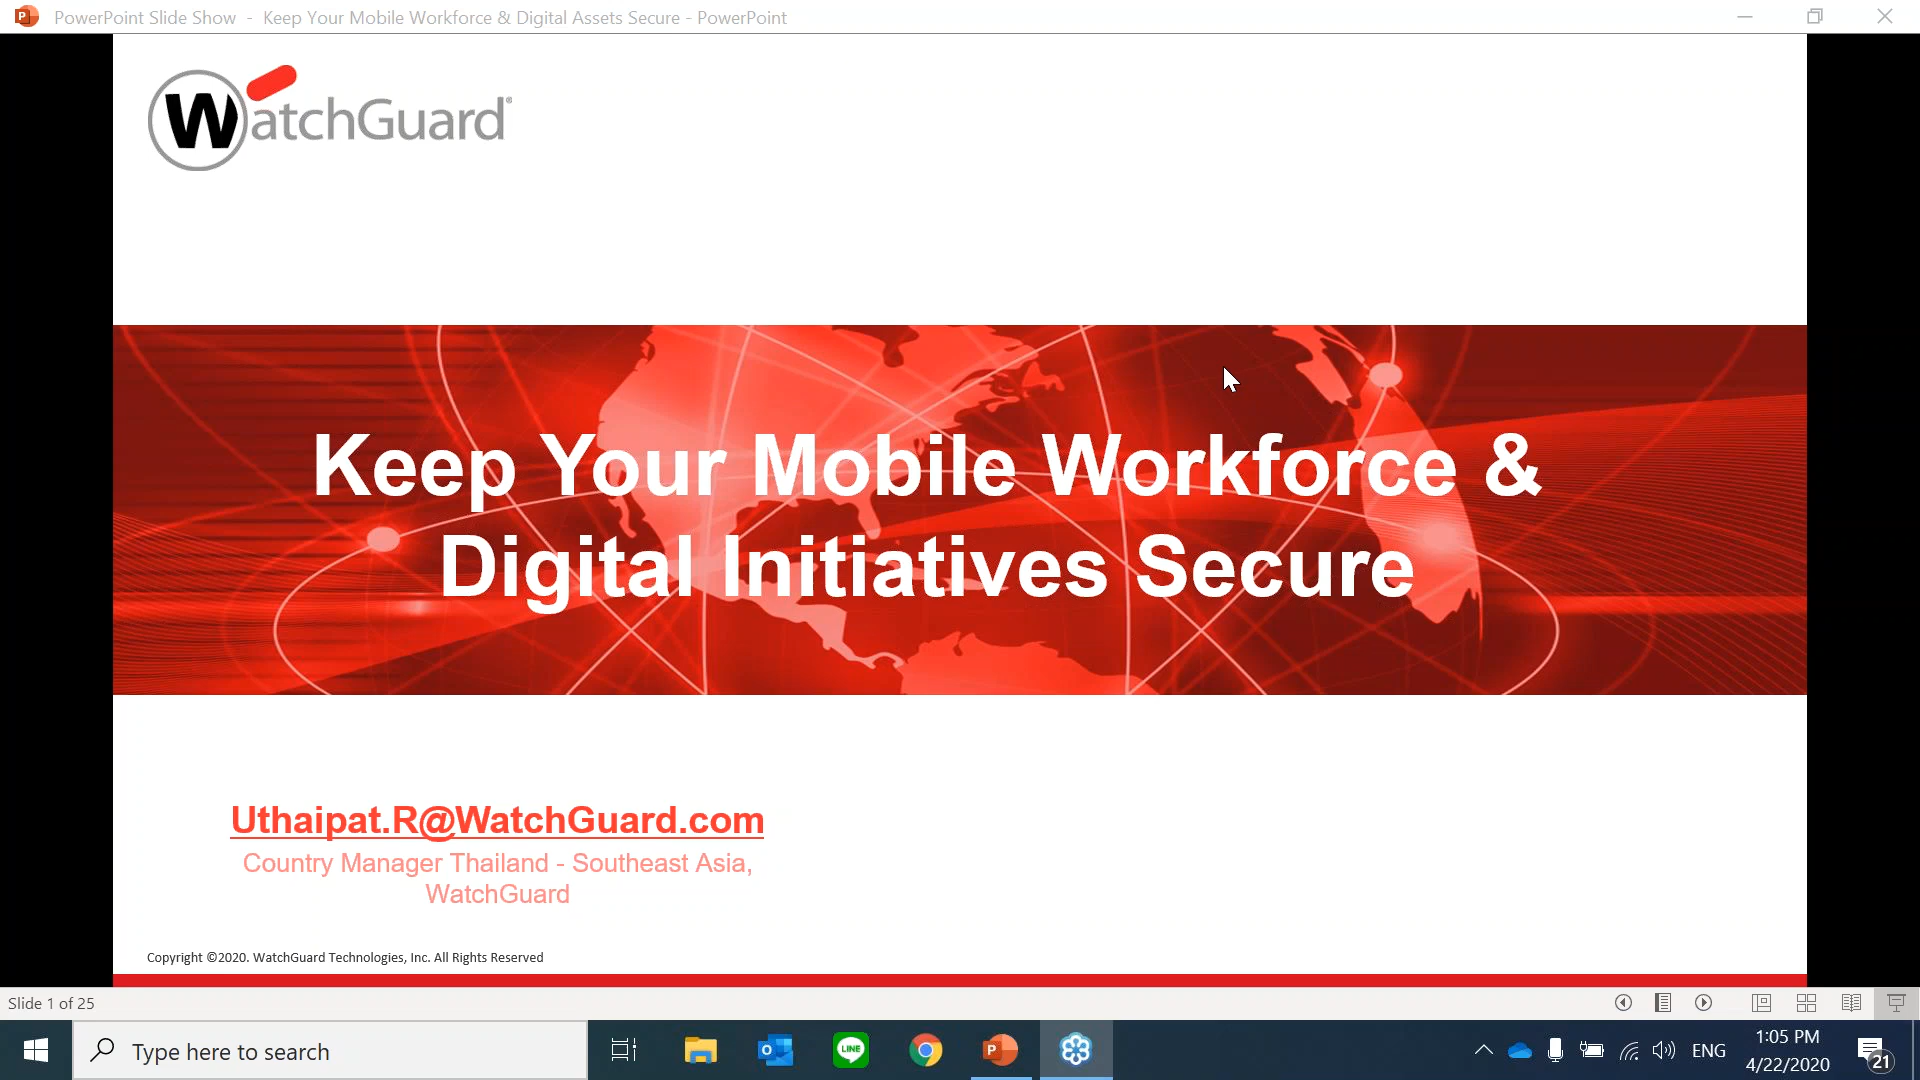 PowerPoint Slide Show - Keep Your Mobile Workforce & Digital Assets Secure - PowerPoint
WatchGuard®
Keep Your Mobile Workforce &
Digital Initiatives Secure
Uthaipat.R@WatchGuard.com
Country Manager Thailand - Southeast Asia,
WatchGuard
Copyright ©2020. WatchGuard Technologies, Inc. All Rights Reserved
Slide 1 of 25
Type here to search
LINE
ENG
1:05 PM
4/22/2020
21